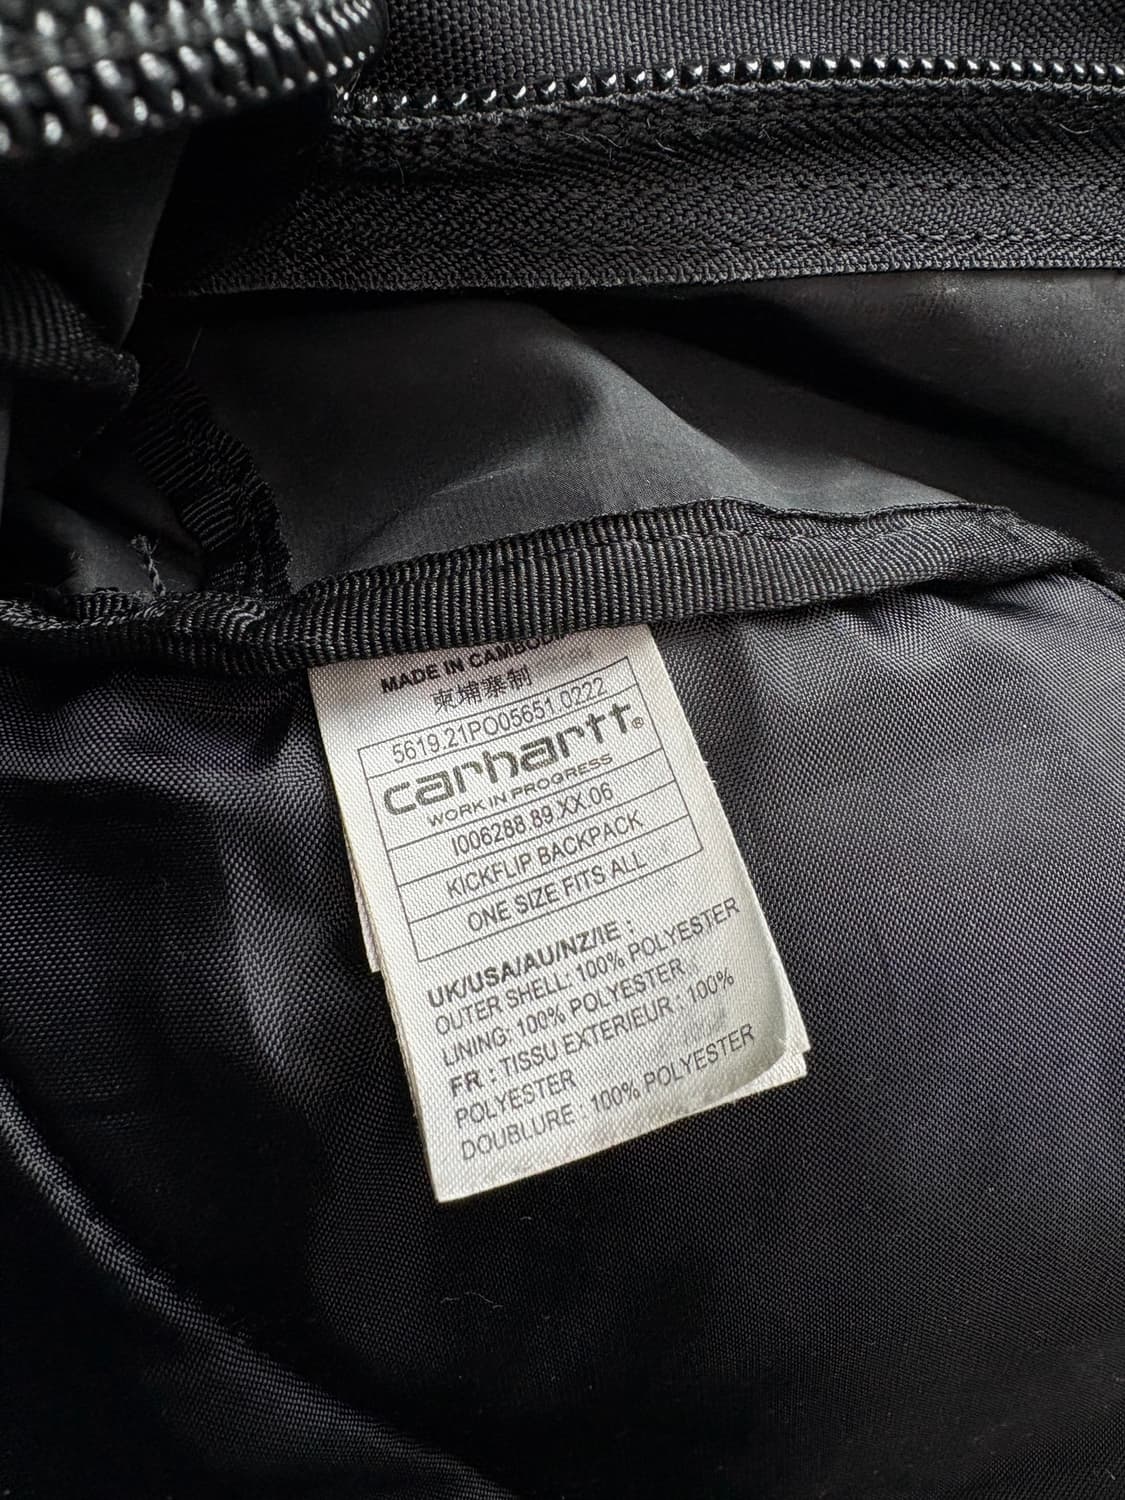 MADE IN CAMBODIA
柬埔寨制
5619.21PO05651.0222
carhartt®
WORK IN PROGRESS
I006288.89.XX.06
KICKFLIP BACKPACK
ONE SIZE FITS ALL
UK/USA/AU/NZ/IE :
OUTER SHELL: 100% POLYESTER
LINING: 100% POLYESTER
FR : TISSU EXTERIEUR : 100%
POLYESTER
DOUBLURE : 100% POLYESTER